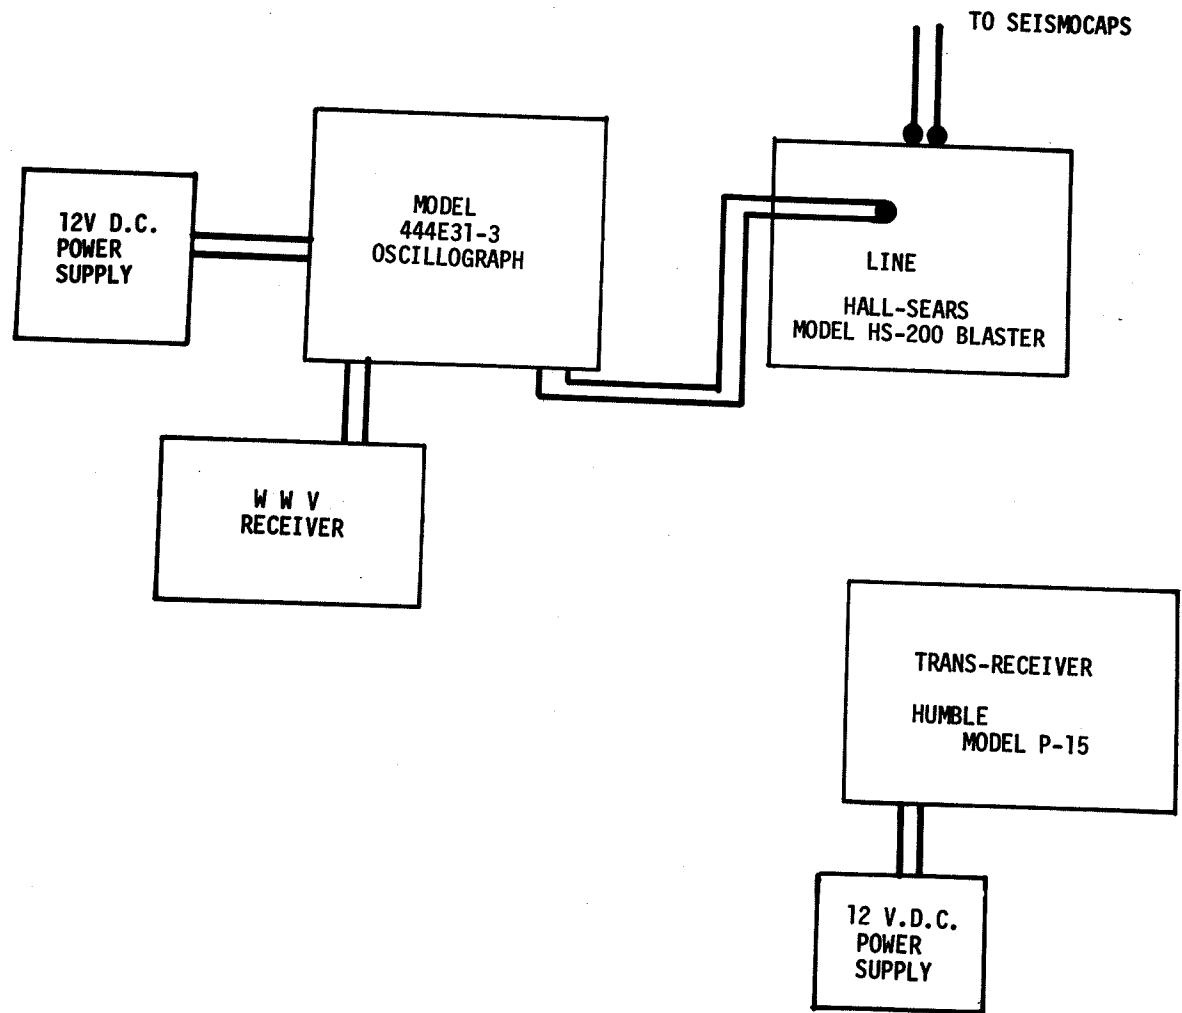 TO SEISMOCAPS
12V D.C.
POWER
SUPPLY
MODEL
444E31-3
OSCILLOGRAPH
LINE
HALL-SEARS
MODEL HS-200 BLASTER
W W V
RECEIVER
TRANS-RECEIVER
HUMBLE
MODEL P-15
12 V.D.C.
POWER
SUPPLY